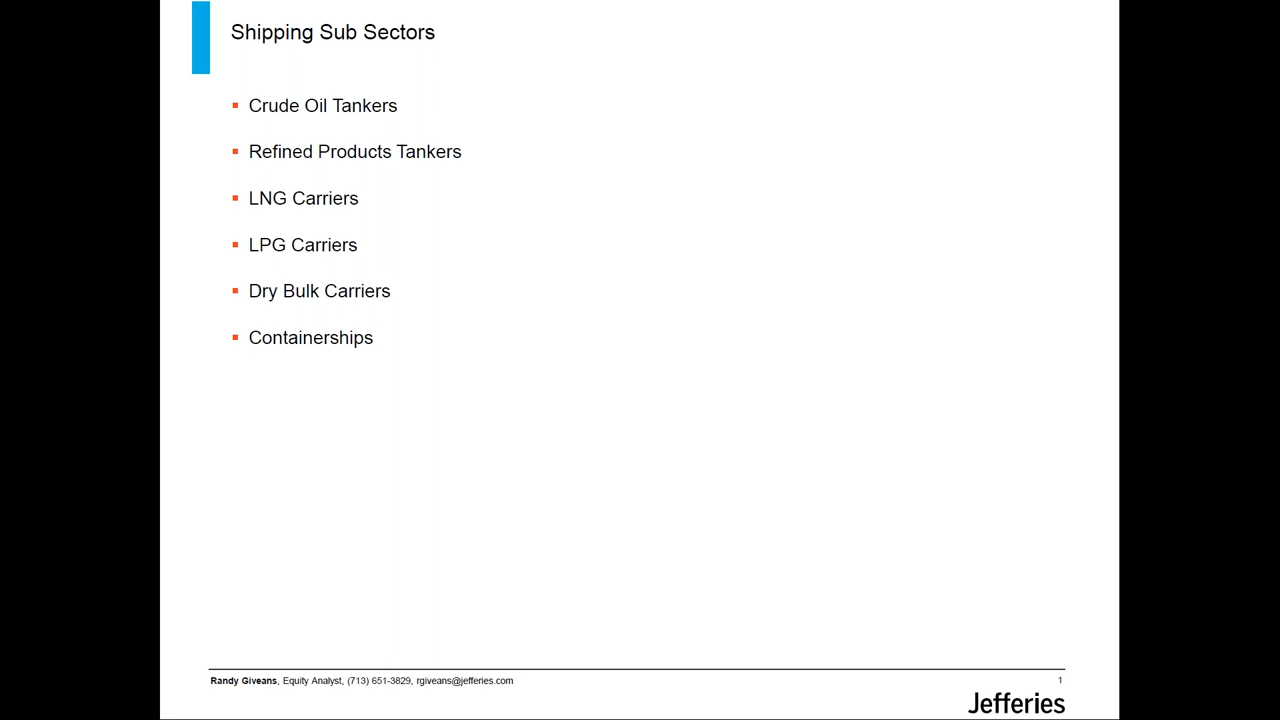 Shipping Sub Sectors
Crude Oil Tankers
Refined Products Tankers
LNG Carriers
LPG Carriers
Dry Bulk Carriers
Containerships
Randy Giveans, Equity Analyst, (713) 651-3829, rgiveans@jefferies.com
1
Jefferies